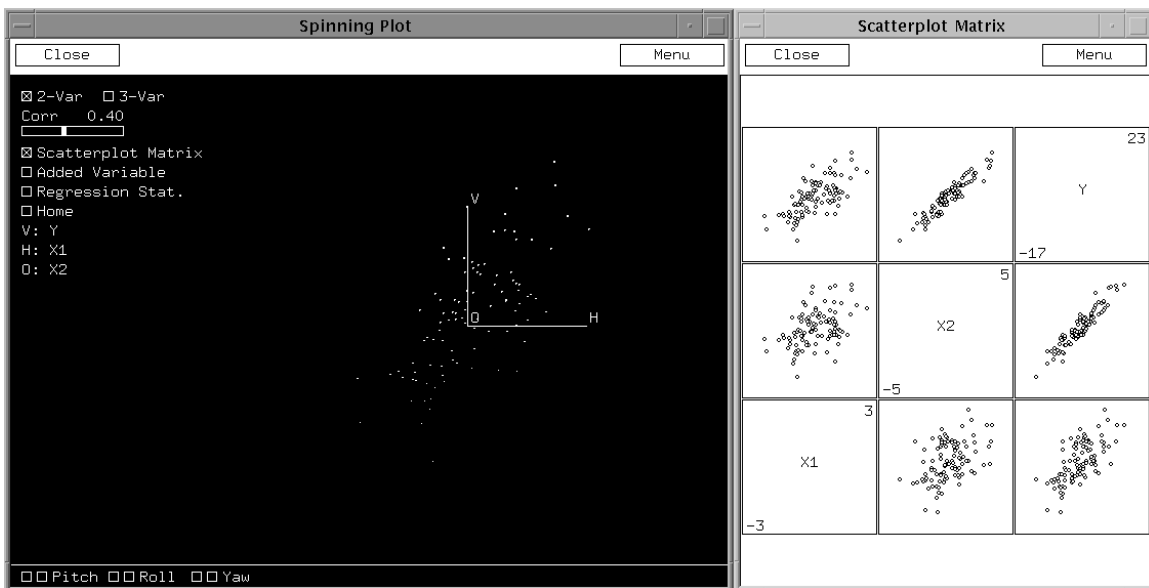 Spinning Plot
Close Menu
2-Var 3-Var
Corr 0.40
Scatterplot Matrix
Added Variable
Regression Stat.
Home
V: Y
H: X1
O: X2
V
O H
Pitch Roll Yaw
Scatterplot Matrix
Close Menu
23
Y
-17
5
X2
-5
3
X1
-3